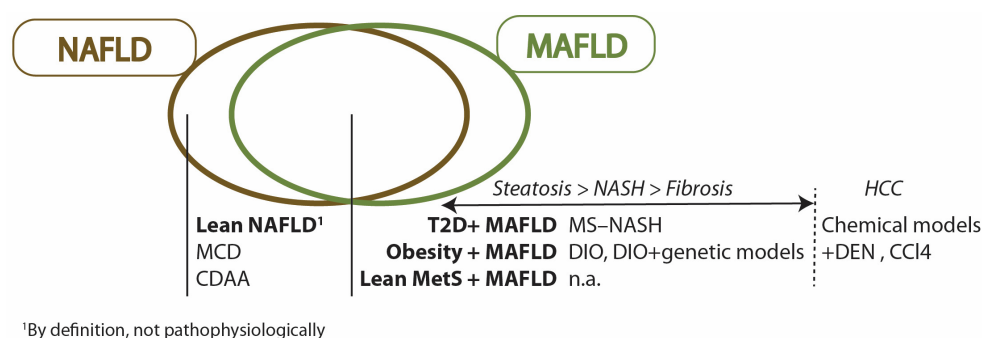 NAFLD
MAFLD
Steatosis > NASH > Fibrosis
HCC
Lean NAFLD¹
T2D+ MAFLD MS–NASH
Chemical models
MCD
Obesity + MAFLD DIO, DIO+genetic models
+DEN , CCl4
CDAA
Lean MetS + MAFLD n.a.
¹By definition, not pathophysiologically